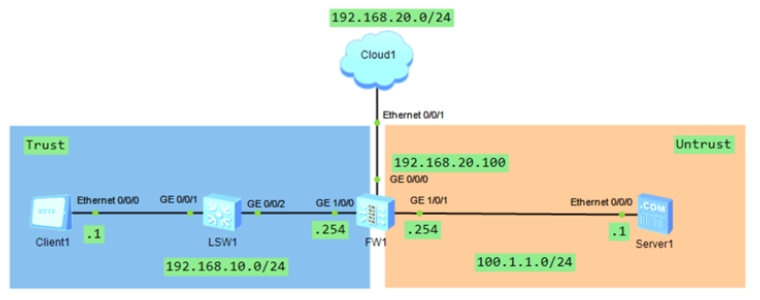 192.168.20.0/24
Cloud1
Ethernet 0/0/1
Trust
Untrust
192.168.20.100
GE 0/0/0
Ethernet 0/0/0
GE 0/0/1
GE 0/0/2
GE 1/0/0
GE 1/0/1
Ethernet 0/0/0
.COM
.1
.254
.254
.1
Client1
LSW1
FW1
Server1
192.168.10.0/24
100.1.1.0/24